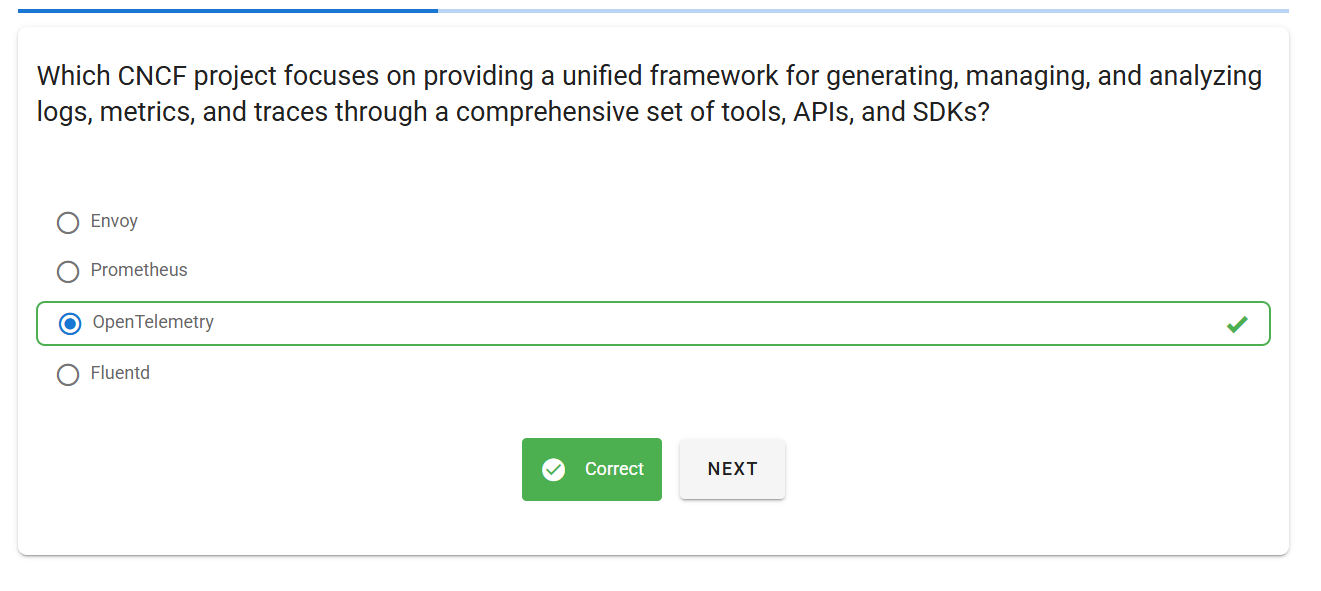 Which CNCF project focuses on providing a unified framework for generating, managing, and analyzing
logs, metrics, and traces through a comprehensive set of tools, APIs, and SDKs?
Envoy
Prometheus
OpenTelemetry
Fluentd
Correct
NEXT